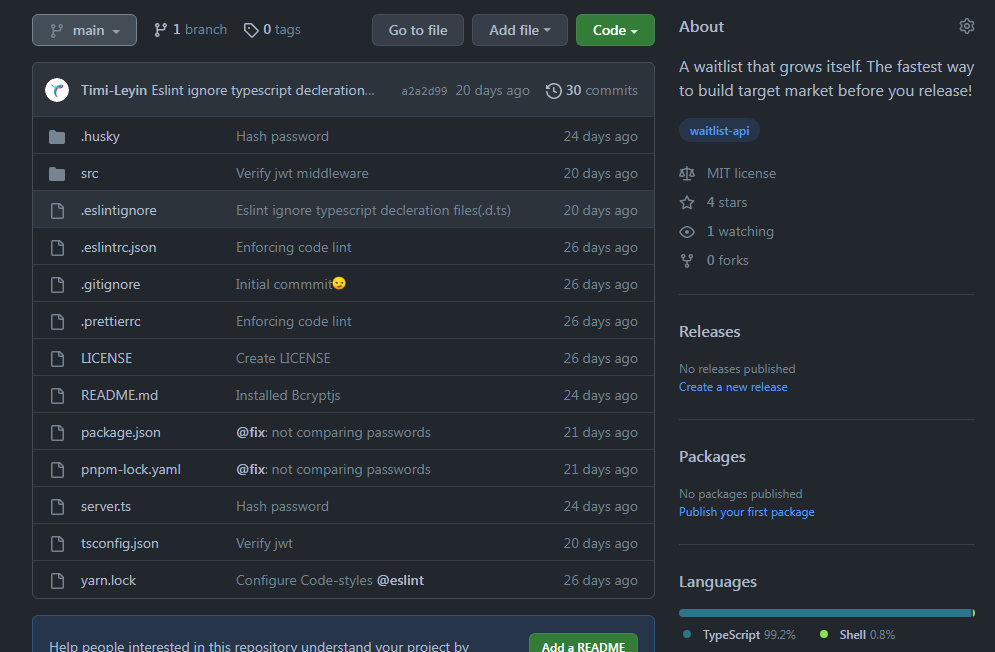 main
1 branch
0 tags
Go to file
Add file
Code
Timi-Leyin Eslint ignore typescript decleration... a2a2d99 20 days ago 30 commits
.husky Hash password 24 days ago
src Verify jwt middleware 20 days ago
.eslintignore Eslint ignore typescript decleration files(.d.ts) 20 days ago
.eslintrc.json Enforcing code lint 26 days ago
.gitignore Initial commmit😏 26 days ago
.prettierrc Enforcing code lint 26 days ago
LICENSE Create LICENSE 26 days ago
README.md Installed Bcryptjs 24 days ago
package.json @fix: not comparing passwords 21 days ago
pnpm-lock.yaml @fix: not comparing passwords 21 days ago
server.ts Hash password 24 days ago
tsconfig.json Verify jwt 20 days ago
yarn.lock Configure Code-styles @eslint 26 days ago
Help people interested in this repository understand your project by
Add a README
About
A waitlist that grows itself. The fastest way
to build target market before you release!
waitlist-api
MIT license
4 stars
1 watching
0 forks
Releases
No releases published
Create a new release
Packages
No packages published
Publish your first package
Languages
TypeScript 99.2% Shell 0.8%